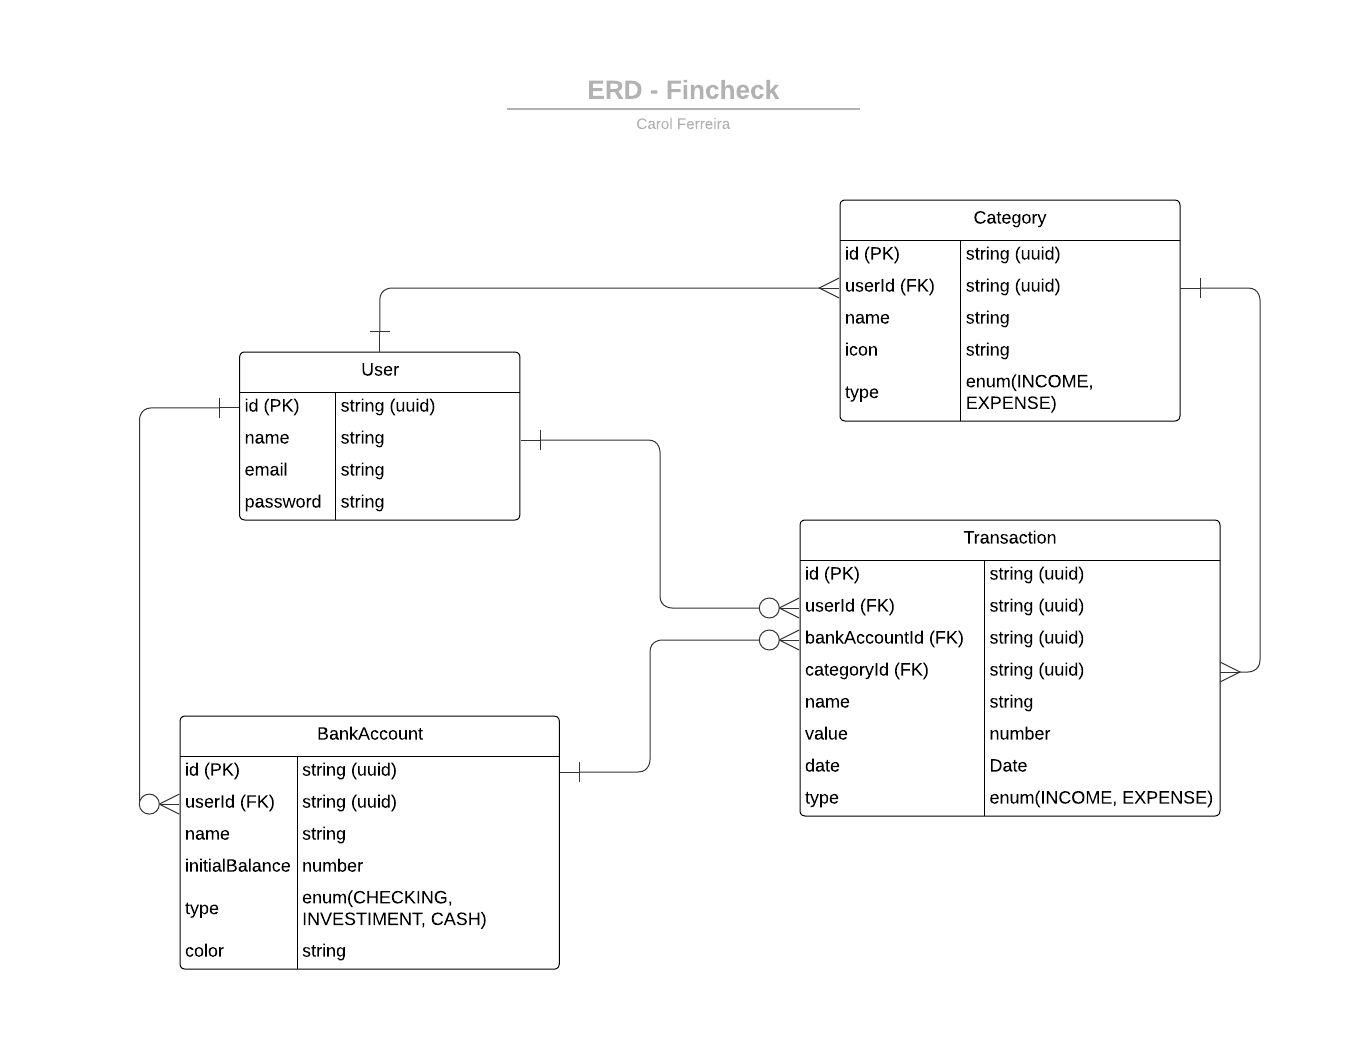 ERD - Fincheck
Carol Ferreira
Category
id (PK) string (uuid)
userId (FK) string (uuid)
name string
icon string
type enum(INCOME,
EXPENSE)
User
id (PK) string (uuid)
name string
email string
password string
Transaction
id (PK) string (uuid)
userId (FK) string (uuid)
bankAccountId (FK) string (uuid)
categoryId (FK) string (uuid)
name string
value number
date Date
type enum(INCOME, EXPENSE)
BankAccount
id (PK) string (uuid)
userId (FK) string (uuid)
name string
initialBalance number
type enum(CHECKING,
INVESTIMENT, CASH)
color string